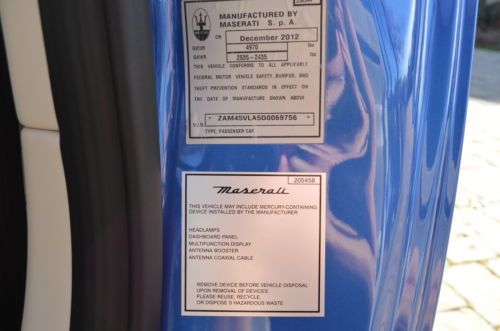 MANUFACTURED BY
MASERATI S.p.A.
ON December 2012
GVWR 4970 lbs
GAWR 2535-2435 lbs
THIS VEHICLE CONFORMS TO ALL APPLICABLE
FEDERAL MOTOR VEHICLE SAFETY, BUMPER, AND
THEFT PREVENTION STANDARDS IN EFFECT ON
THE DATE OF MANUFACTURE SHOWN ABOVE.
V.I.N. * ZAM45VLA5D0069756 *
TYPE: PASSENGER CAR
205458
Maserati
THIS VEHICLE MAY INCLUDE MERCURY-CONTAINING
DEVICE INSTALLED BY THE MANUFACTURER
HEADLAMPS
DASHBOARD PANEL
MULTIFUNCTION DISPLAY
ANTENNA BOOSTER
ANTENNA COAXIAL CABLE
REMOVE DEVICE BEFORE VEHICLE DISPOSAL
UPON REMOVAL OF DEVICES:
PLEASE REUSE, RECYCLE,
OR DISPOSE S HAZARDOUS WASTE